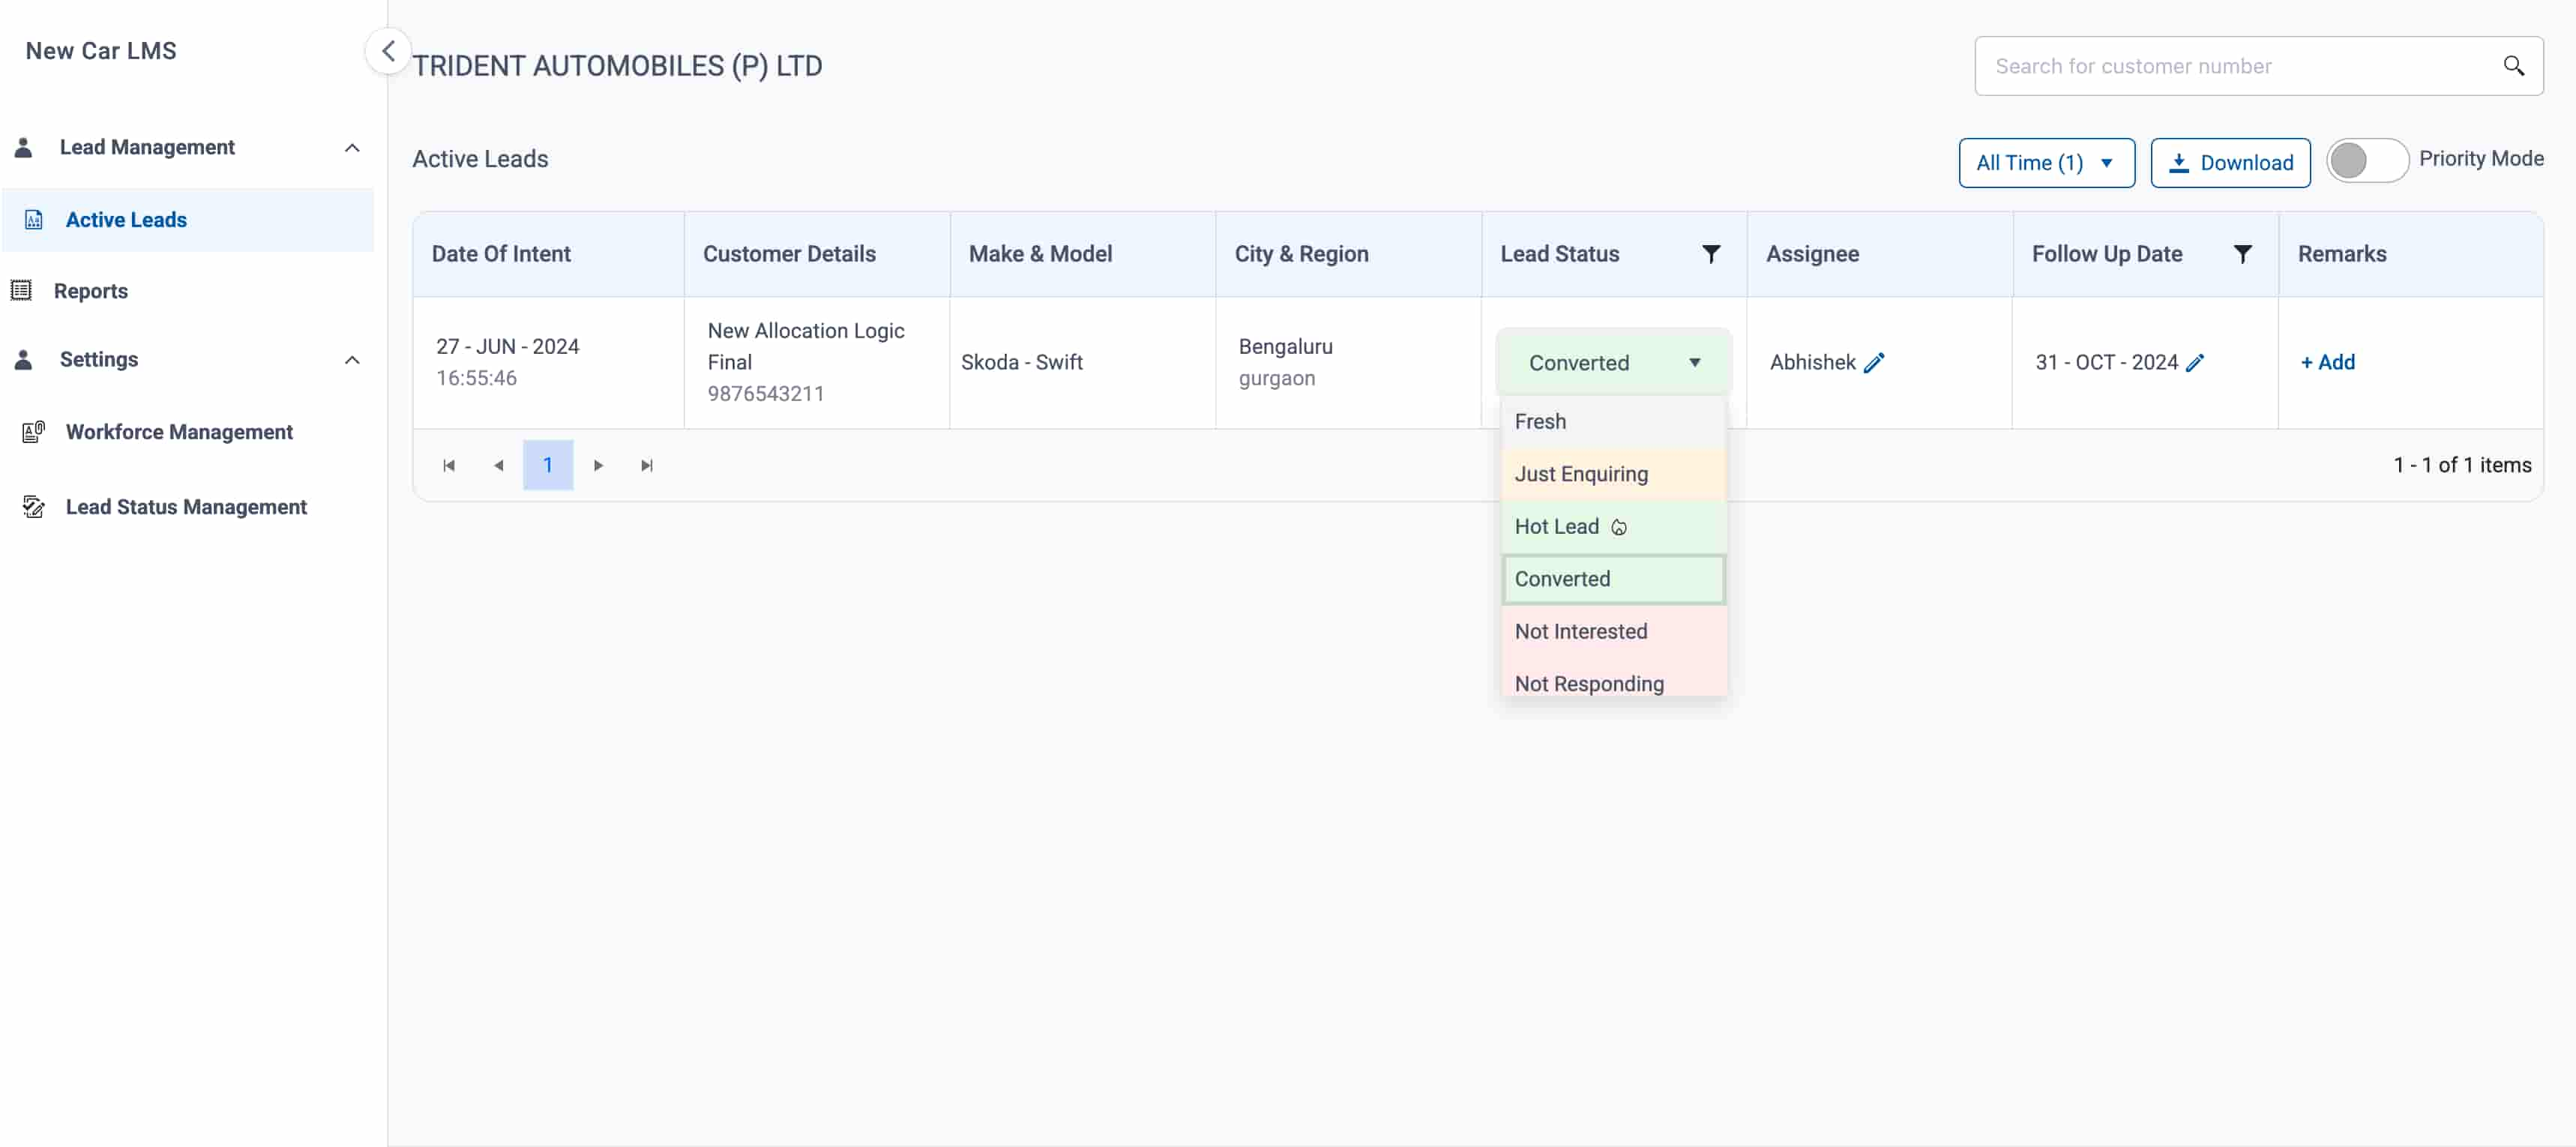 New Car LMS
Lead Management
Active Leads
Reports
Settings
Workforce Management
Lead Status Management
TRIDENT AUTOMOBILES (P) LTD
Search for customer number
Active Leads
All Time (1)
Download
Priority Mode
Date Of Intent
Customer Details
Make & Model
City & Region
Lead Status
Assignee
Follow Up Date
Remarks
27 - JUN - 2024
16:55:46
New Allocation Logic
Final
9876543211
Skoda - Swift
Bengaluru
gurgaon
Converted
Abhishek
31 - OCT - 2024
+ Add
Fresh
Just Enquiring
Hot Lead
Converted
Not Interested
Not Responding
1
1 - 1 of 1 items